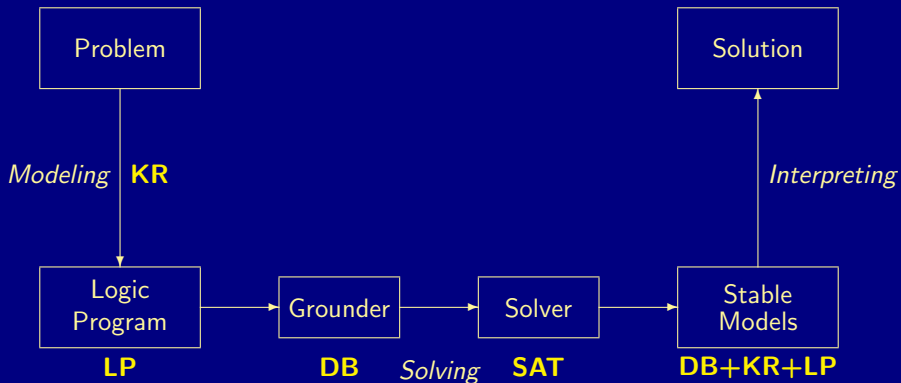 Problem
Solution
Modeling KR
Interpreting
Logic
Program
Grounder
Solver
Stable
Models
LP
DB
Solving
SAT
DB+KR+LP